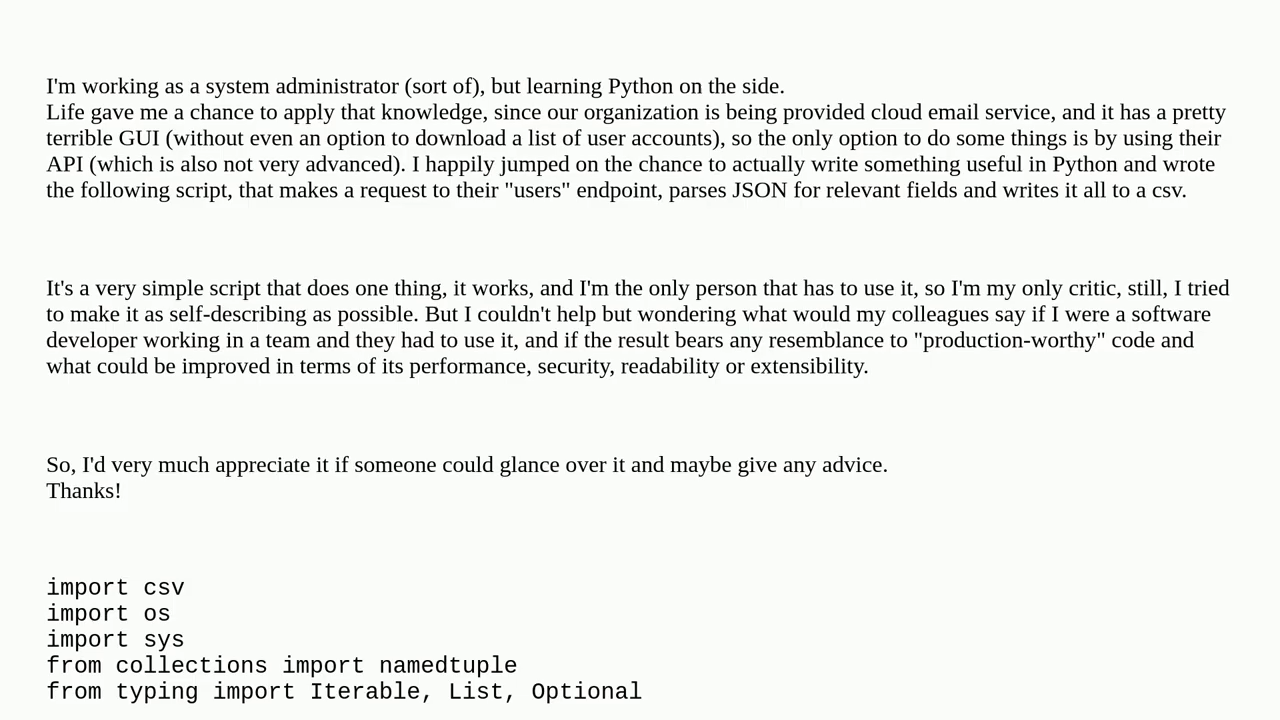 I'm working as a system administrator (sort of), but learning Python on the side.
Life gave me a chance to apply that knowledge, since our organization is being provided cloud email service, and it has a pretty
terrible GUI (without even an option to download a list of user accounts), so the only option to do some things is by using their
API (which is also not very advanced). I happily jumped on the chance to actually write something useful in Python and wrote
the following script, that makes a request to their "users" endpoint, parses JSON for relevant fields and writes it all to a csv.
It's a very simple script that does one thing, it works, and I'm the only person that has to use it, so I'm my only critic, still, I tried
to make it as self-describing as possible. But I couldn't help but wondering what would my colleagues say if I were a software
developer working in a team and they had to use it, and if the result bears any resemblance to "production-worthy" code and
what could be improved in terms of its performance, security, readability or extensibility.
So, I'd very much appreciate it if someone could glance over it and maybe give any advice.
Thanks!
import csv
import os
import sys
from collections import namedtuple
from typing import Iterable, List, Optional